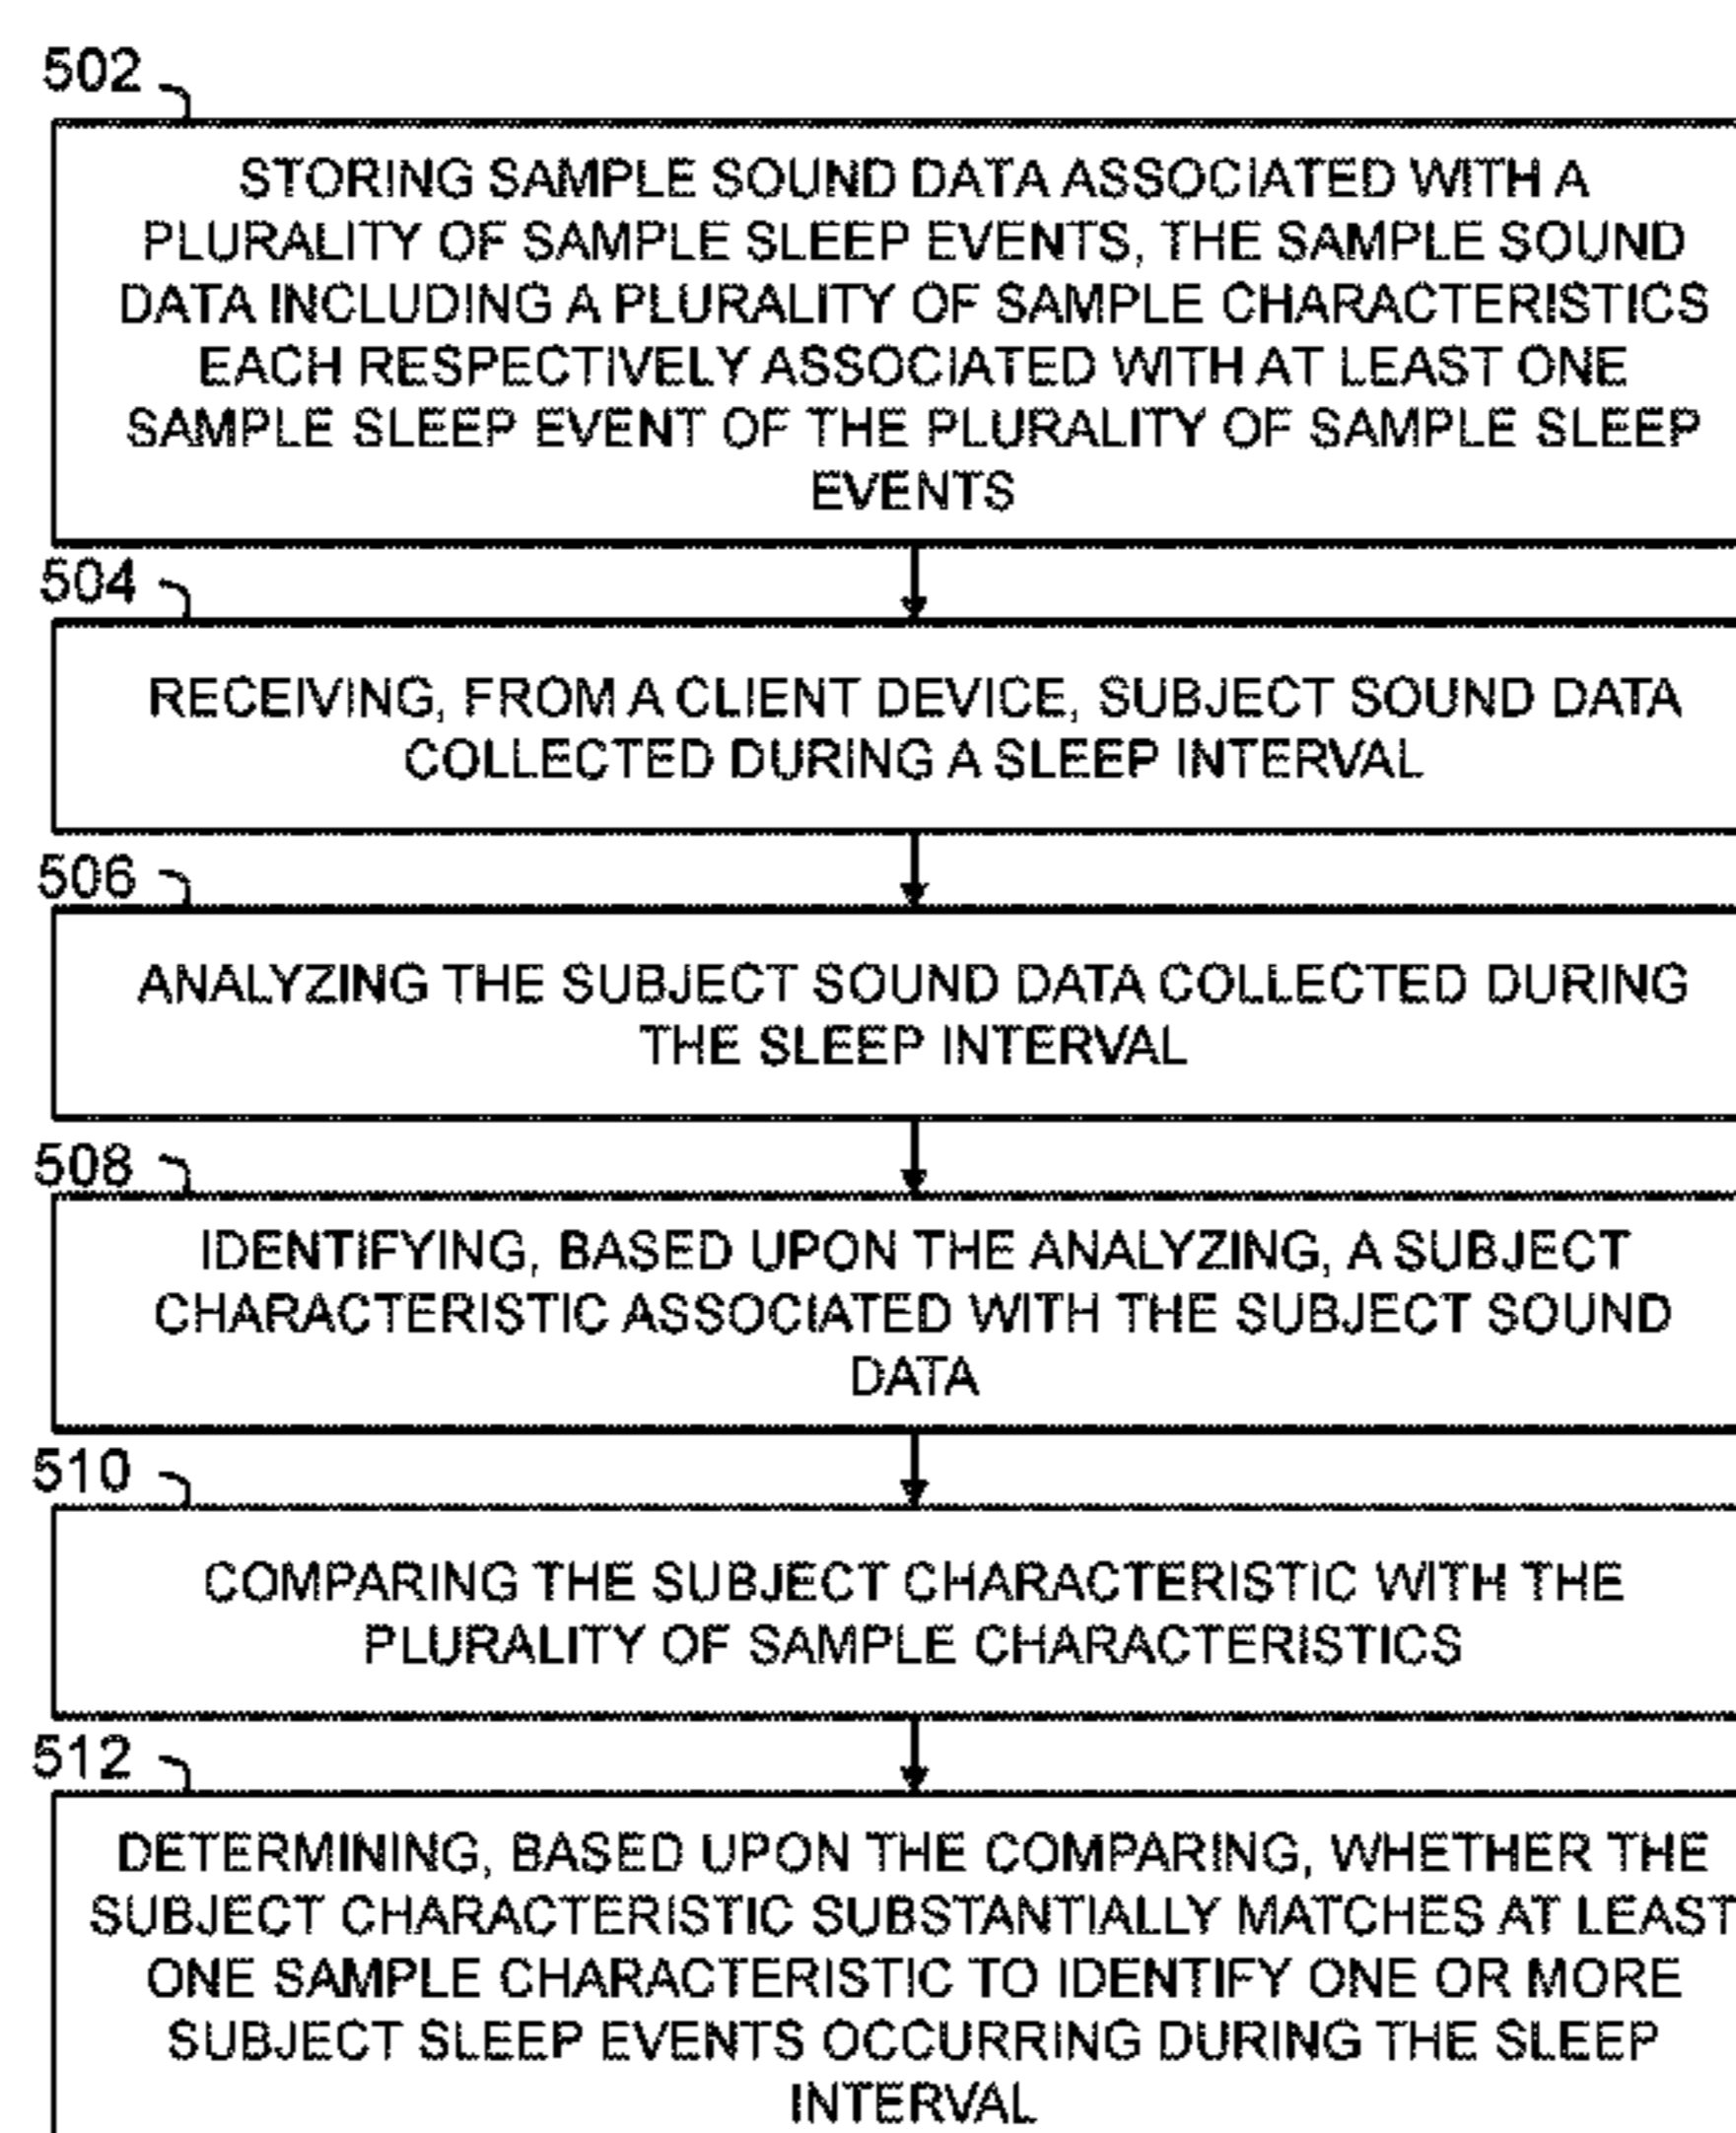 502
STORING SAMPLE SOUND DATA ASSOCIATED WITH A
PLURALITY OF SAMPLE SLEEP EVENTS, THE SAMPLE SOUND
DATA INCLUDING A PLURALITY OF SAMPLE CHARACTERISTICS
EACH RESPECTIVELY ASSOCIATED WITH AT LEAST ONE
SAMPLE SLEEP EVENT OF THE PLURALITY OF SAMPLE SLEEP
EVENTS
504
RECEIVING, FROM A CLIENT DEVICE, SUBJECT SOUND DATA
COLLECTED DURING A SLEEP INTERVAL
506
ANALYZING THE SUBJECT SOUND DATA COLLECTED DURING
THE SLEEP INTERVAL
508
IDENTIFYING, BASED UPON THE ANALYZING, A SUBJECT
CHARACTERISTIC ASSOCIATED WITH THE SUBJECT SOUND
DATA
510
COMPARING THE SUBJECT CHARACTERISTIC WITH THE
PLURALITY OF SAMPLE CHARACTERISTICS
512
DETERMINING, BASED UPON THE COMPARING, WHETHER THE
SUBJECT CHARACTERISTIC SUBSTANTIALLY MATCHES AT LEAST
ONE SAMPLE CHARACTERISTIC TO IDENTIFY ONE OR MORE
SUBJECT SLEEP EVENTS OCCURRING DURING THE SLEEP
INTERVAL